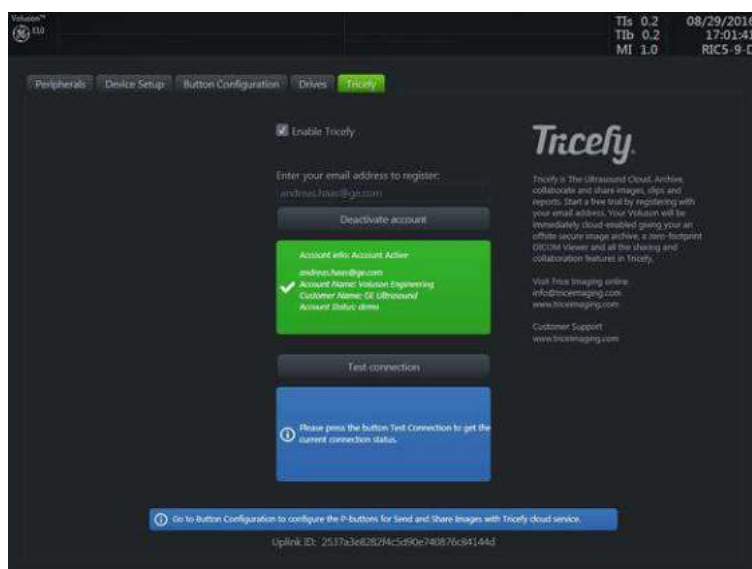 Voluson™
E10
TIs 0.2 08/29/2016
TIb 0.2 17:01:41
MI 1.0 RIC5-9-D
Peripherals Device Setup Button Configuration Drives Tricefy
Enable Tricefy
Enter your email address to register:
andreas.haas@ge.com
Deactivate account
Account info: Account Active
andreas.haas@ge.com
Account Name: Voluson Engineering
Customer Name: GE Ultrasound
Account Status: demo
Test connection
Please press the button Test Connection to get the
current connection status.
Tricefy.
Tricefy is The Ultrasound Cloud. Archive,
collaborate and share images, clips and
reports. Start a free trial by registering with
your email address. Your Voluson will be
immediately cloud-enabled giving your an
offsite secure image archive, a zero-footprint
DICOM Viewer and all the sharing and
collaboration features in Tricefy.
Visit Trice Imaging online
info@triceimaging.com
www.triceimaging.com
Customer Support
www.triceimaging.com
Go to Button Configuration to configure the P-buttons for Send and Share Images with Tricefy cloud service.
Uplink ID: